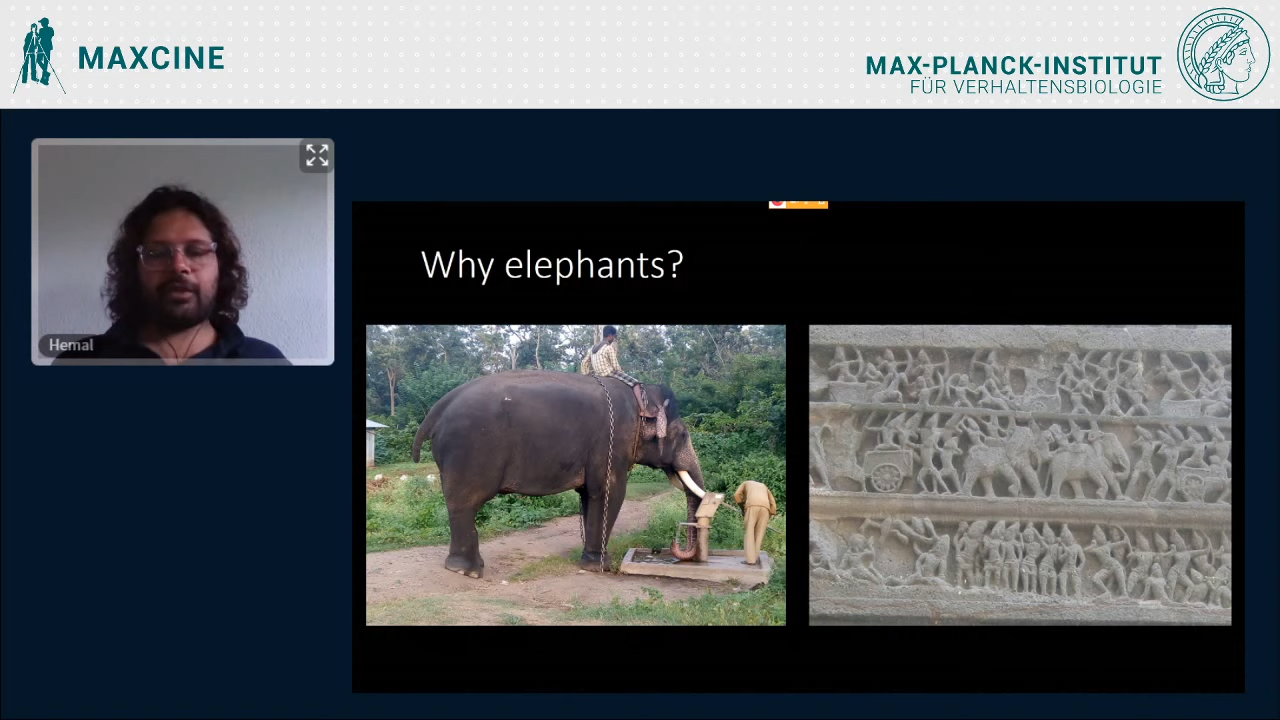 MAXCINE
MAX-PLANCK-INSTITUT
FÜR VERHALTENSBIOLOGIE
Hemal
Why elephants?